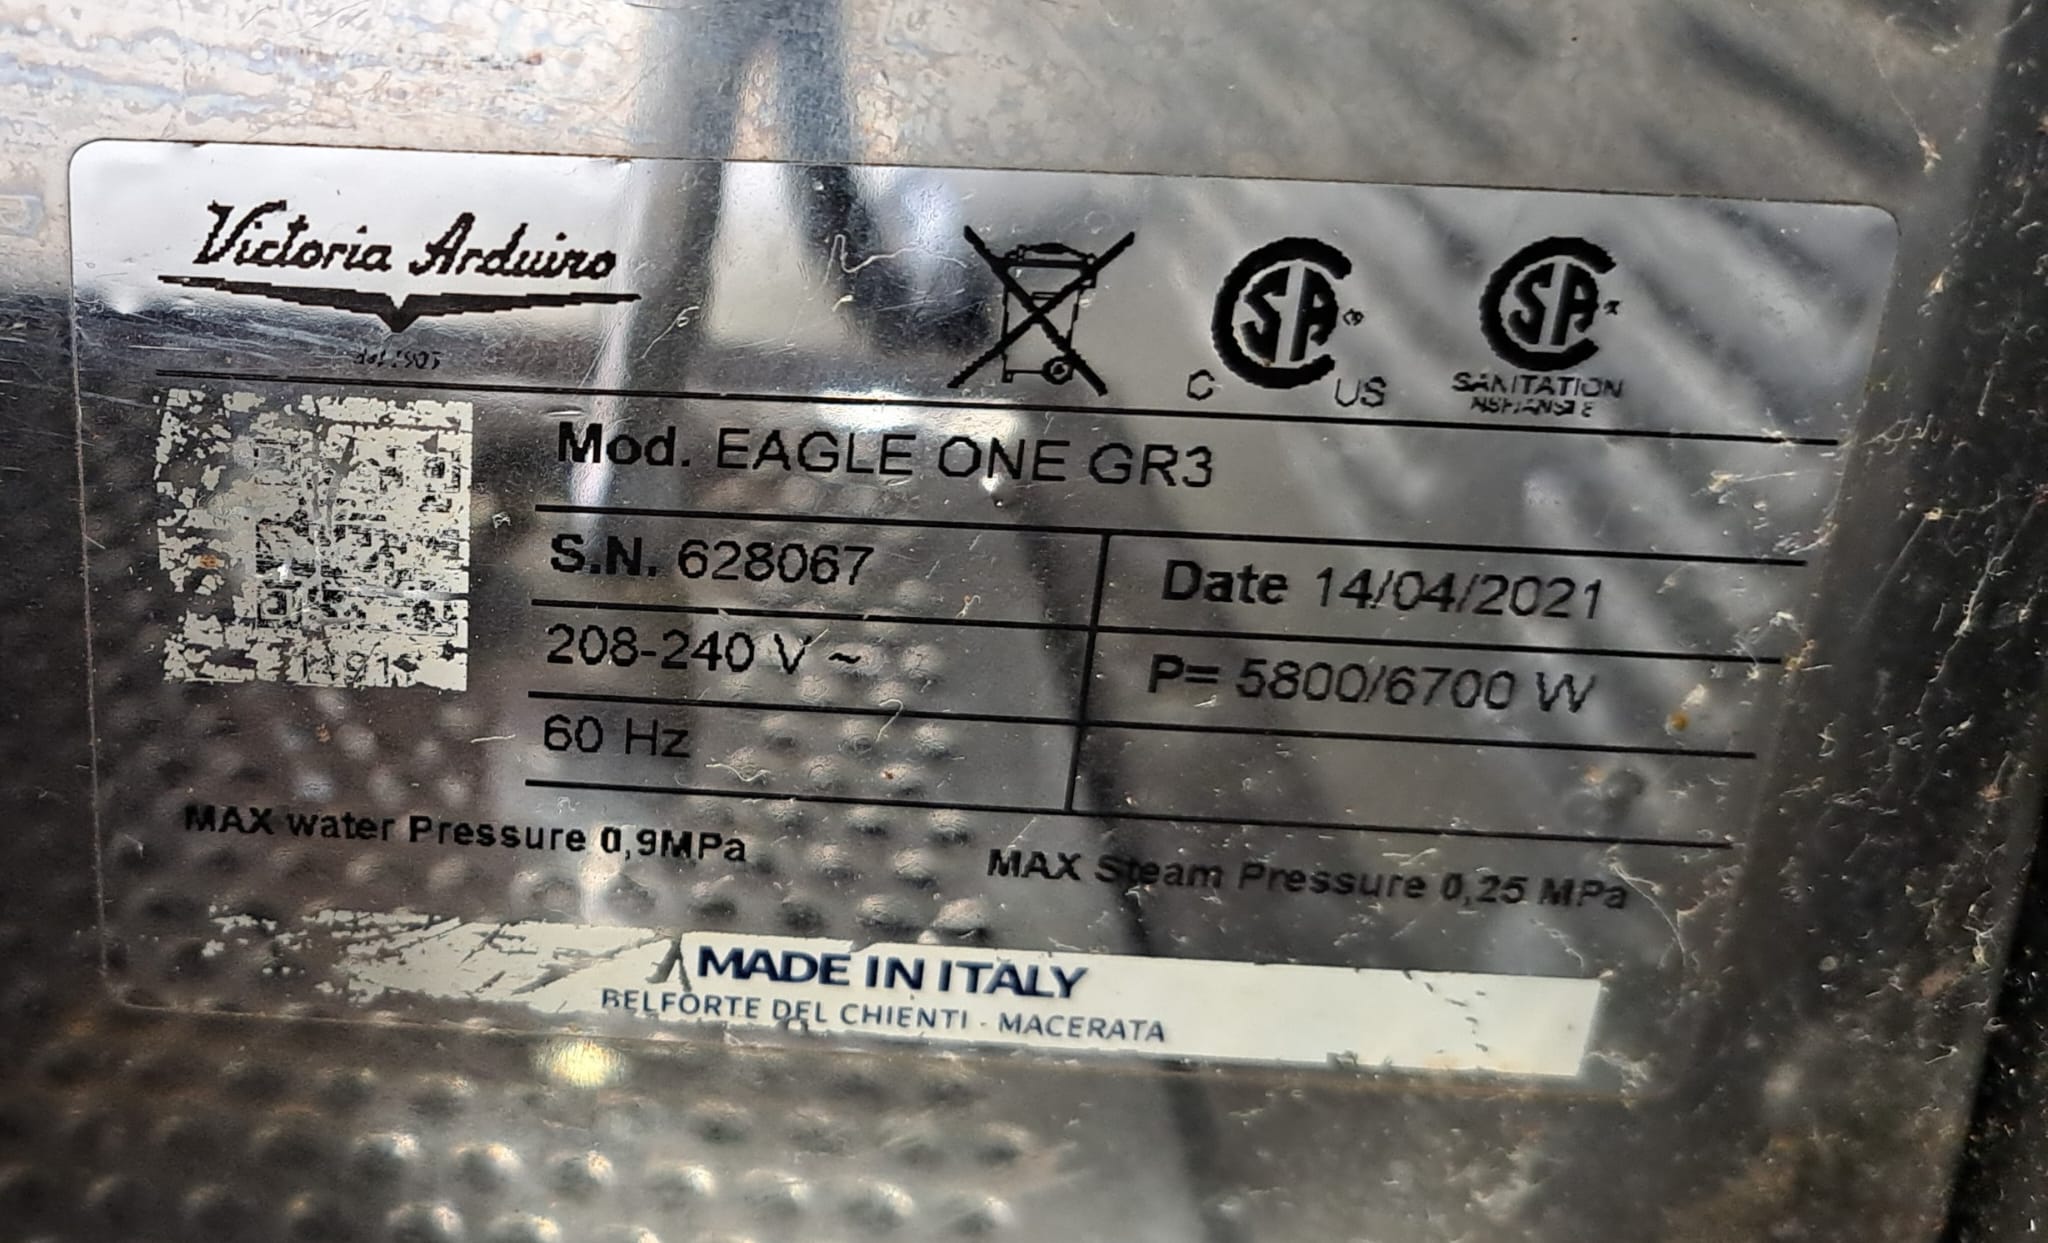 Victoria Arduino
C US
SANITATION
Mod. EAGLE ONE GR3
S.N. 628067
Date 14/04/2021
208-240 V ~
P= 5800/6700 W
60 Hz
MAX water Pressure 0,9MPa
MAX Steam Pressure 0,25 MPa
MADE IN ITALY
BELFORTE DEL CHIENTI - MACERATA